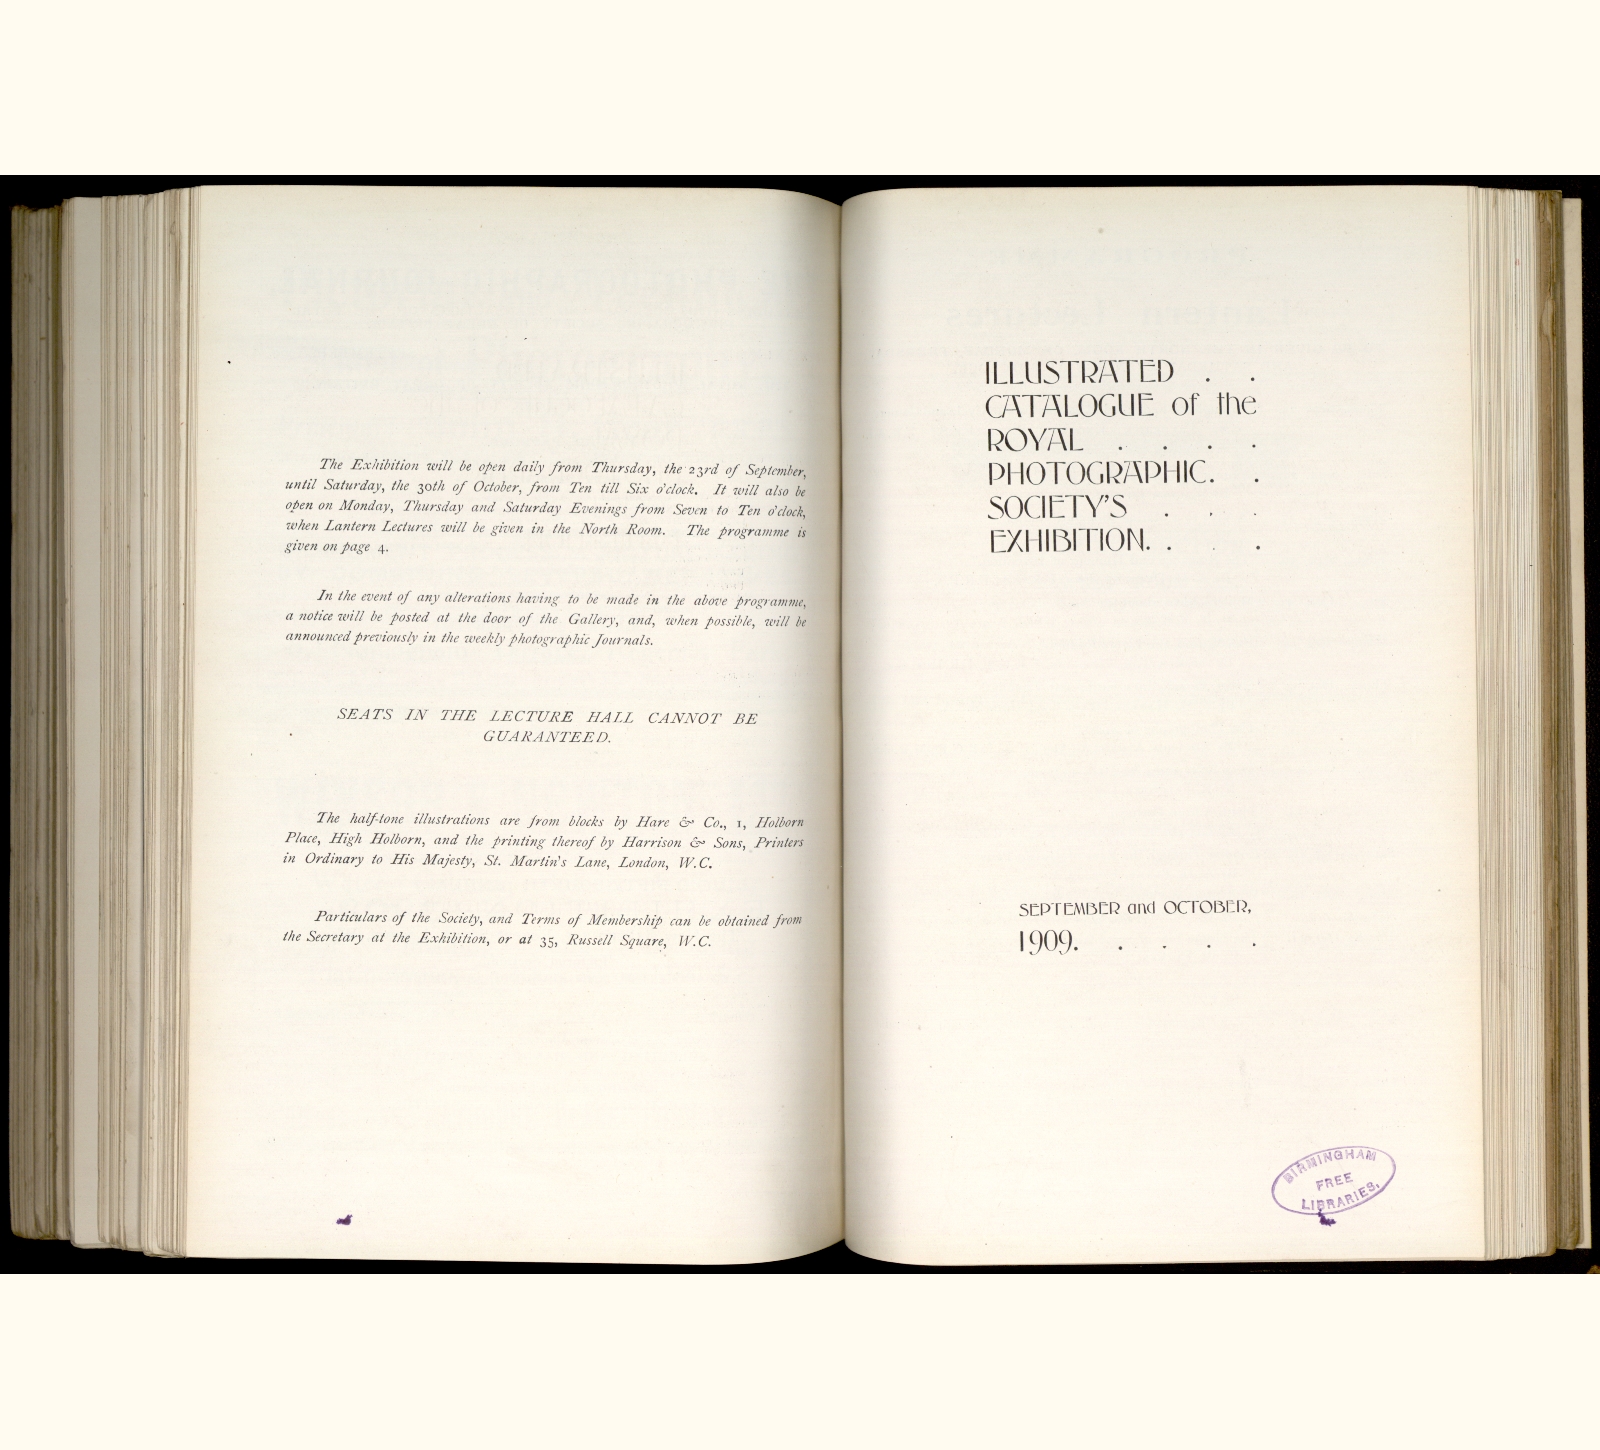 The Exhibition will be open daily from Thursday, the 23rd of September,
until Saturday, the 30th of October, from Ten till Six o'clock. It will also be
open on Monday, Thursday and Saturday Evenings from Seven to Ten o'clock,
when Lantern Lectures will be given in the North Room. The programme is
given on page 4.
In the event of any alterations having to be made in the above programme,
a notice will be posted at the door of the Gallery, and, when possible, will be
announced previously in the weekly photographic Journals.
SEATS IN THE LECTURE HALL CANNOT BE
GUARANTEED.
The half-tone illustrations are from blocks by Hare & Co., 1, Holborn
Place, High Holborn, and the printing thereof by Harrison & Sons, Printers
in Ordinary to His Majesty, St. Martin's Lane, London, W.C.
Particulars of the Society, and Terms of Membership can be obtained from
the Secretary at the Exhibition, or at 35, Russell Square, W.C.
ILLUSTRATED . .
CATALOGUE of the
ROYAL . . . .
PHOTOGRAPHIC. .
SOCIETY'S . . .
EXHIBITION. . . .
SEPTEMBER and OCTOBER,
1909. . . . .
BIRMINGHAM
FREE
LIBRARIES.